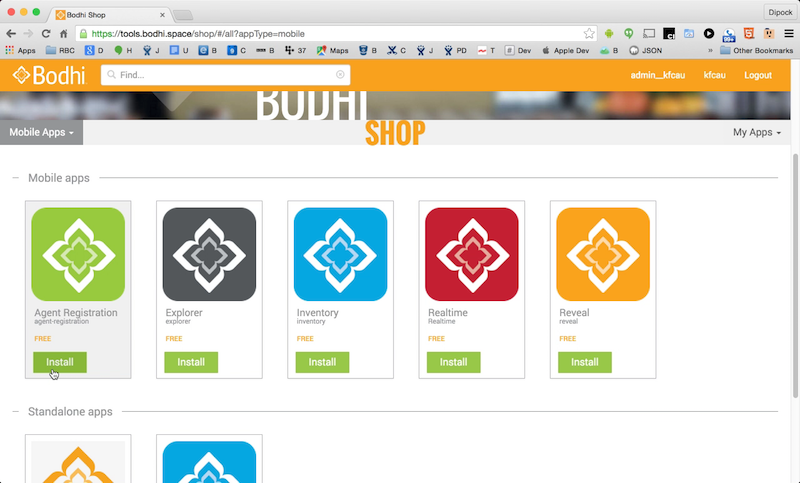 Bodhi Shop
Dipock
https://tools.bodhi.space/shop/#/all?appType=mobile
Apps RBC D H J U B C 37 Maps B C J PD T # Dev Apple Dev B JSON » Other Bookmarks
Bodhi Find... admin__kfcau kfcau Logout
BODHI
Mobile Apps SHOP My Apps
Mobile apps
Agent Registration Explorer Inventory Realtime Reveal
agent-registration explorer inventory Realtime reveal
FREE FREE FREE FREE FREE
Install Install Install Install Install
Standalone apps